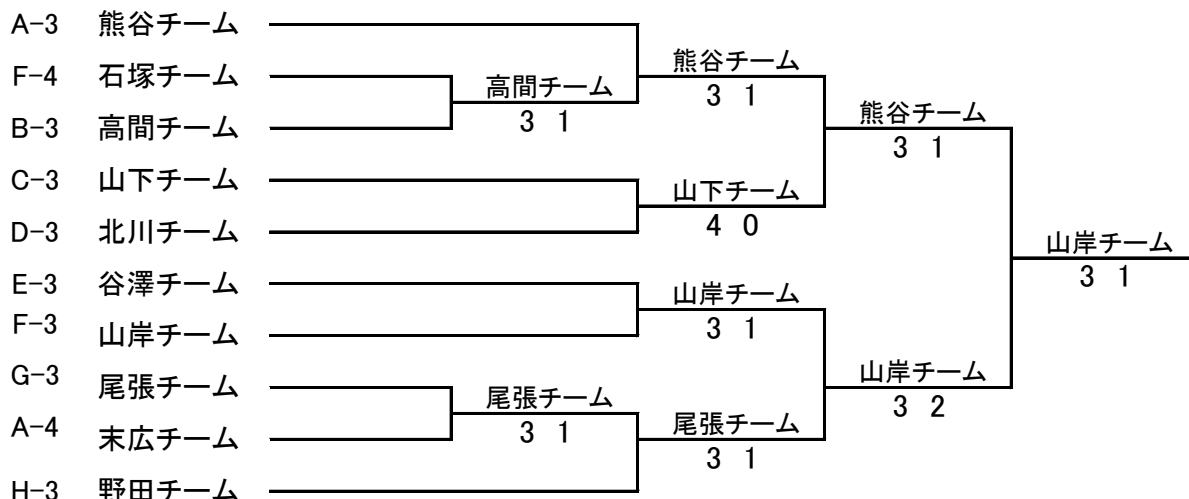 A-3 熊谷チーム
熊谷チーム
3 1
F-4 石塚チーム
高間チーム
3 1
熊谷チーム
3 1
B-3 高間チーム
C-3 山下チーム
山下チーム
4 0
D-3 北川チーム
山岸チーム
3 1
E-3 谷澤チーム
山岸チーム
3 1
F-3 山岸チーム
G-3 尾張チーム
山岸チーム
3 2
尾張チーム
3 1
A-4 末広チーム
尾張チーム
3 1
H-3 野田チーム